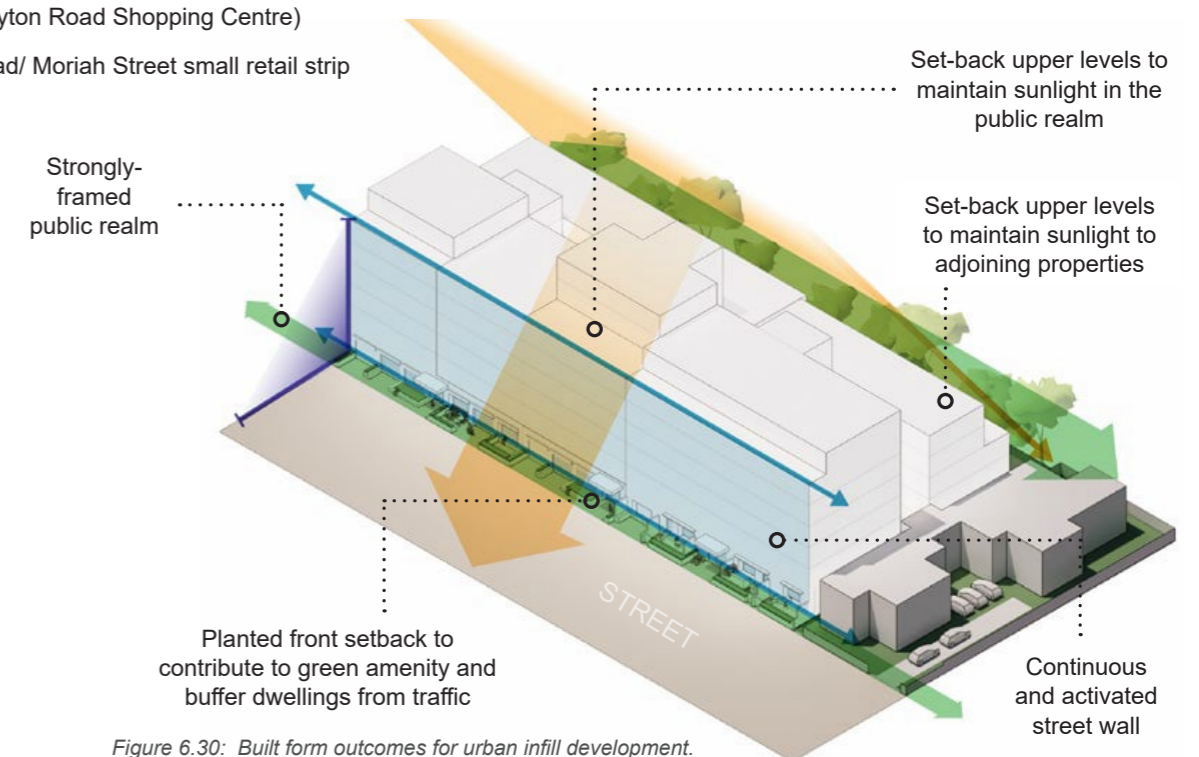 yton Road Shopping Centre)
ad/ Moriah Street small retail strip
Set-back upper levels to
maintain sunlight in the
public realm
Strongly-
framed
public realm
Set-back upper levels
to maintain sunlight to
adjoining properties
STREET
Planted front setback to
contribute to green amenity and
buffer dwellings from traffic
Continuous
and activated
street wall
Figure 6.30: Built form outcomes for urban infill development.